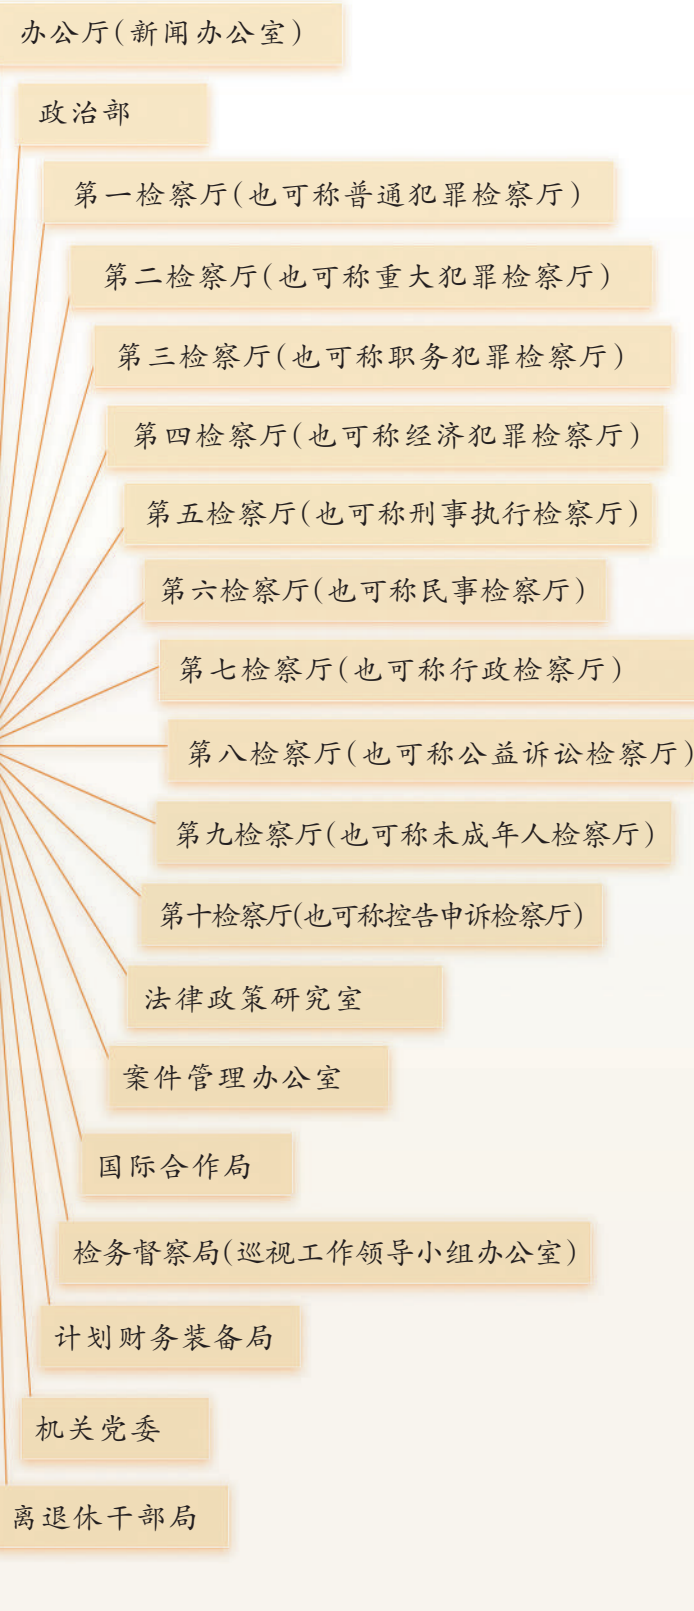 办公厅(新闻办公室)
政治部
第一检察厅(也可称普通犯罪检察厅)
第二检察厅(也可称重大犯罪检察厅)
第三检察厅(也可称职务犯罪检察厅)
第四检察厅(也可称经济犯罪检察厅)
第五检察厅(也可称刑事执行检察厅)
第六检察厅(也可称民事检察厅)
第七检察厅(也可称行政检察厅)
第八检察厅(也可称公益诉讼检察厅)
第九检察厅(也可称未成年人检察厅)
第十检察厅(也可称控告申诉检察厅)
法律政策研究室
案件管理办公室
国际合作局
检务督察局(巡视工作领导小组办公室)
计划财务装备局
机关党委
离退休干部局